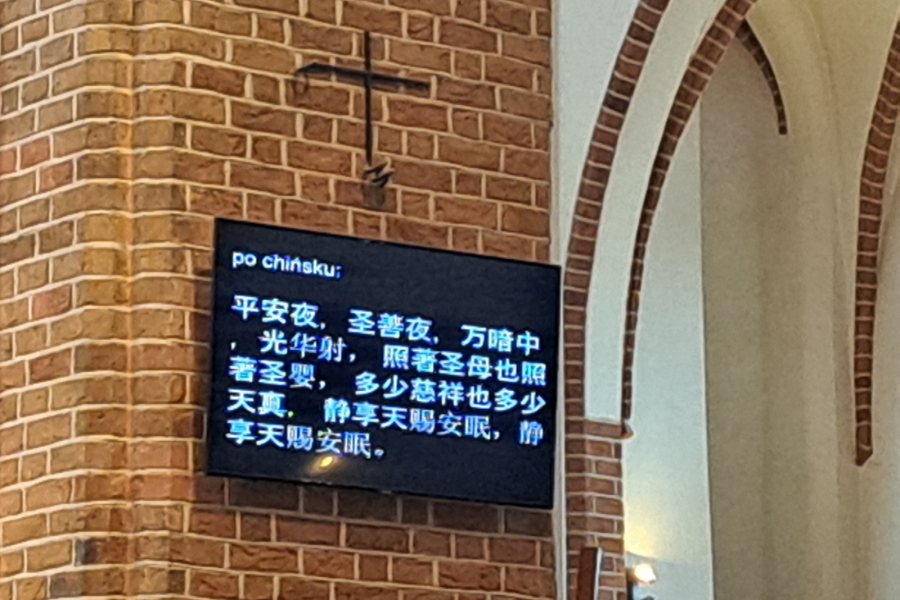 po chińsku:
平安夜, 圣善夜, 万暗中
, 光华射, 照著圣母也照
著圣婴, 多少慈祥也多少
天真. 静享天赐安眠, 静
享天赐安眠。